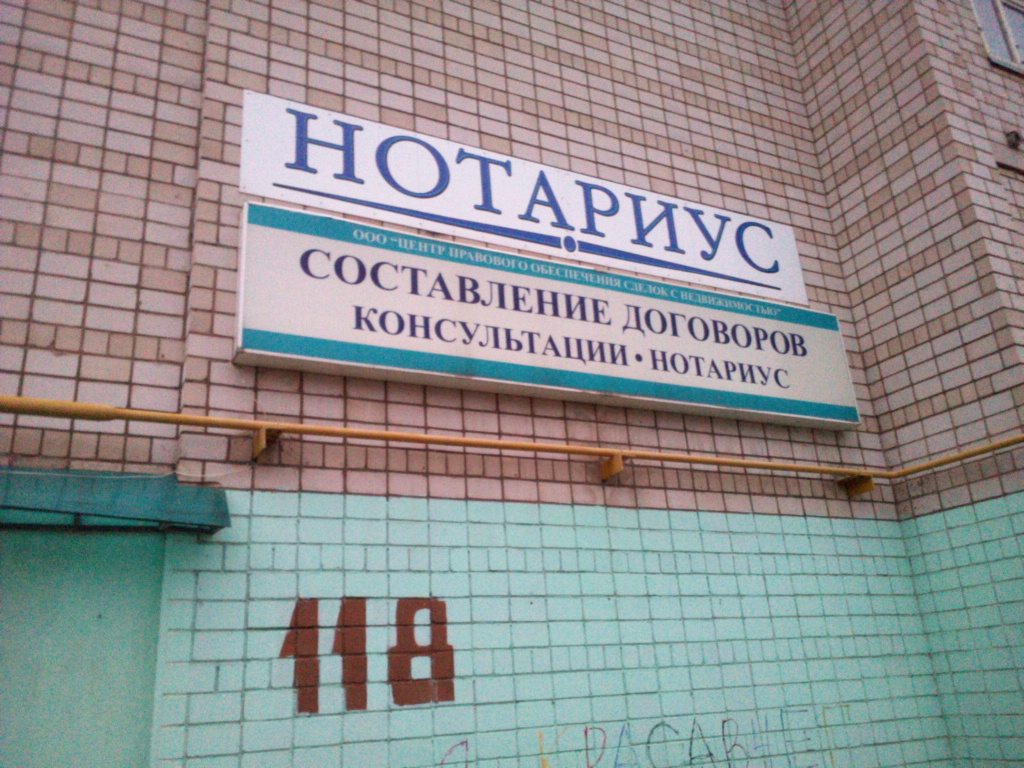 НОТАРИУС
ООО "ЦЕНТР ПРАВОВОГО ОБЕСПЕЧЕНИЯ СДЕЛОК С НЕДВИЖИМОСТЬЮ"
СОСТАВЛЕНИЕ ДОГОВОРОВ
КОНСУЛЬТАЦИИ • НОТАРИУС
118